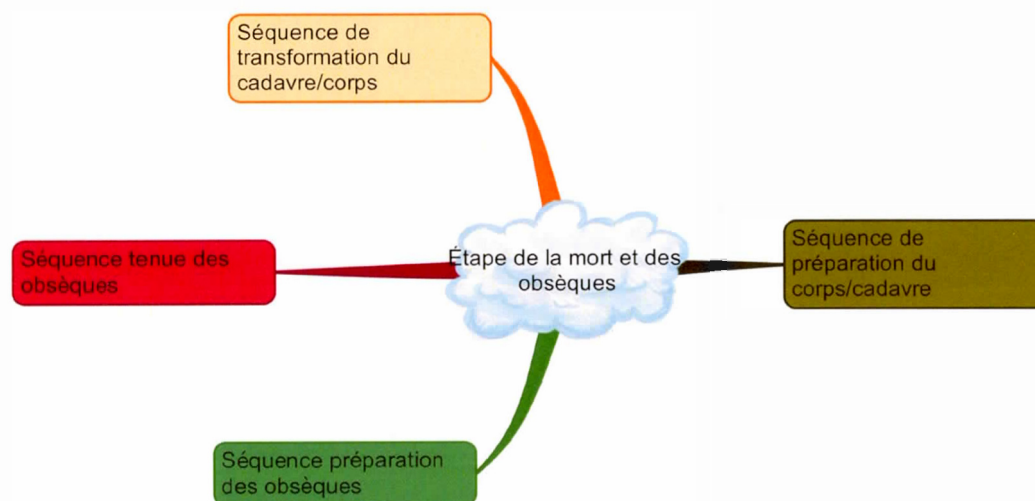 Séquence de
transformation du
cadavre/corps
Séquence tenue des
obsèques
Étape de la mort et des
obsèques
Séquence de
préparation du
corps/cadavre
Séquence préparation
des obsèques